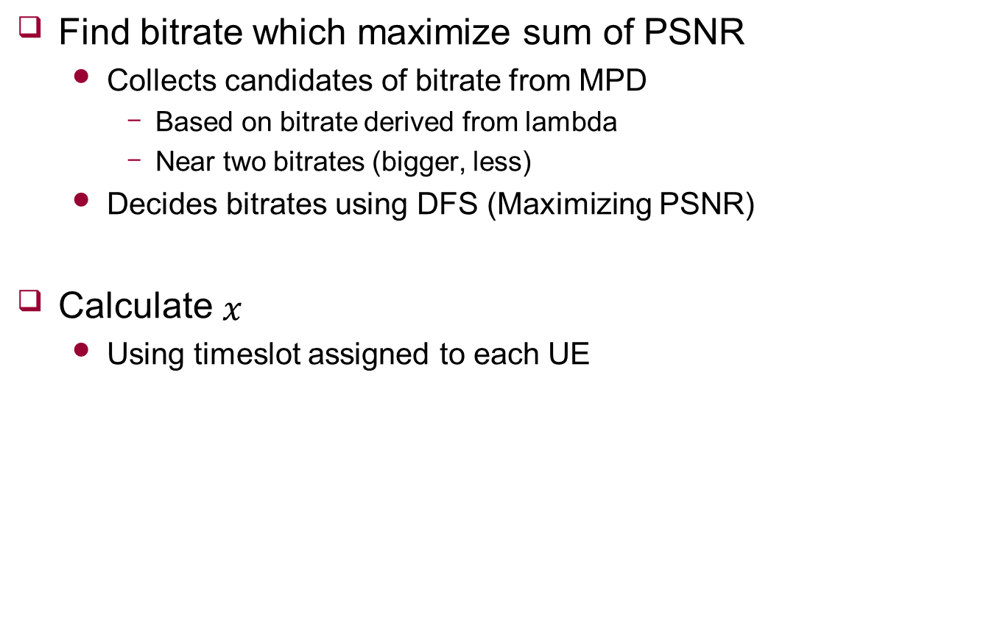 Find bitrate which maximize sum of PSNR
Collects candidates of bitrate from MPD
– Based on bitrate derived from lambda
– Near two bitrates (bigger, less)
Decides bitrates using DFS (Maximizing PSNR)
Calculate x
Using timeslot assigned to each UE